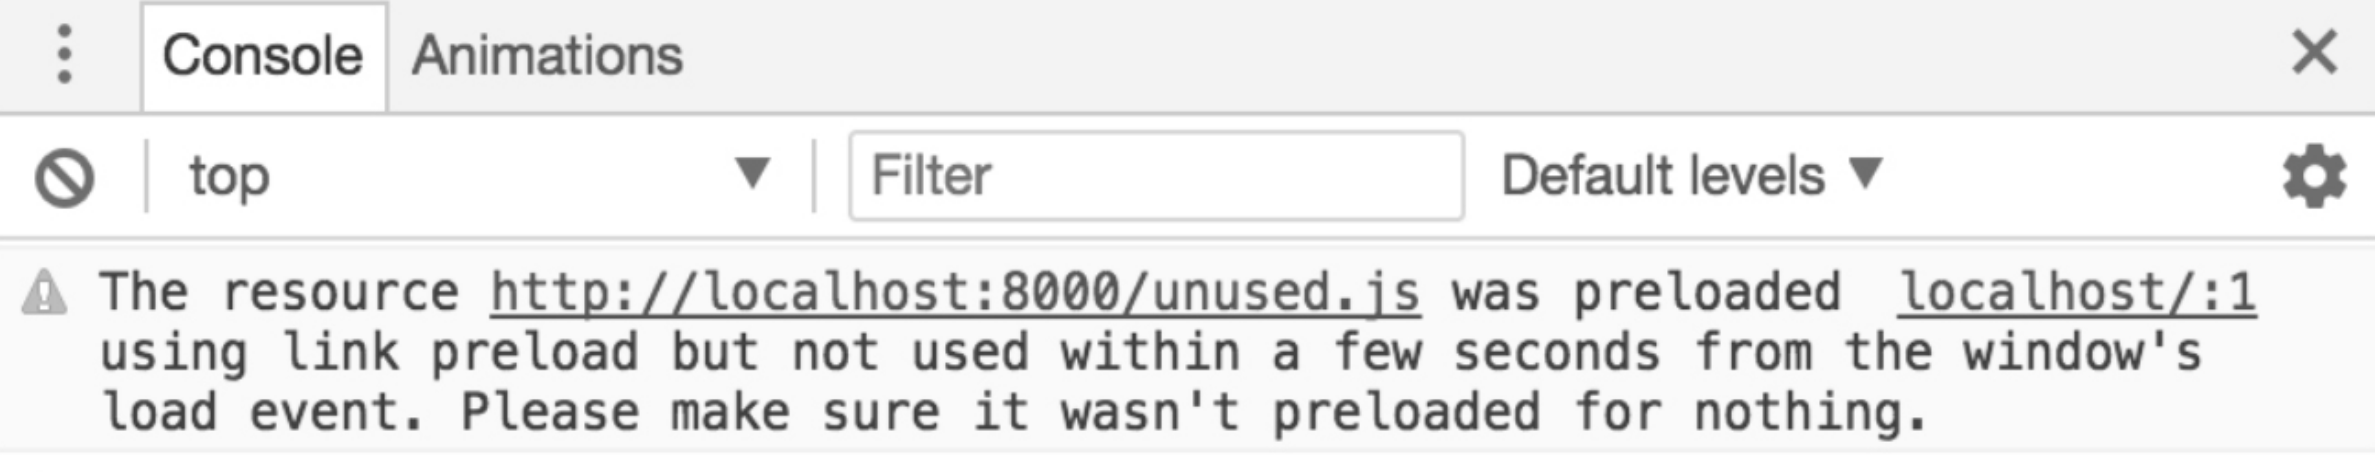 Console Animations
top Filter Default levels
The resource http://localhost:8000/unused.js was preloaded localhost/:1
using link preload but not used within a few seconds from the window's
load event. Please make sure it wasn't preloaded for nothing.